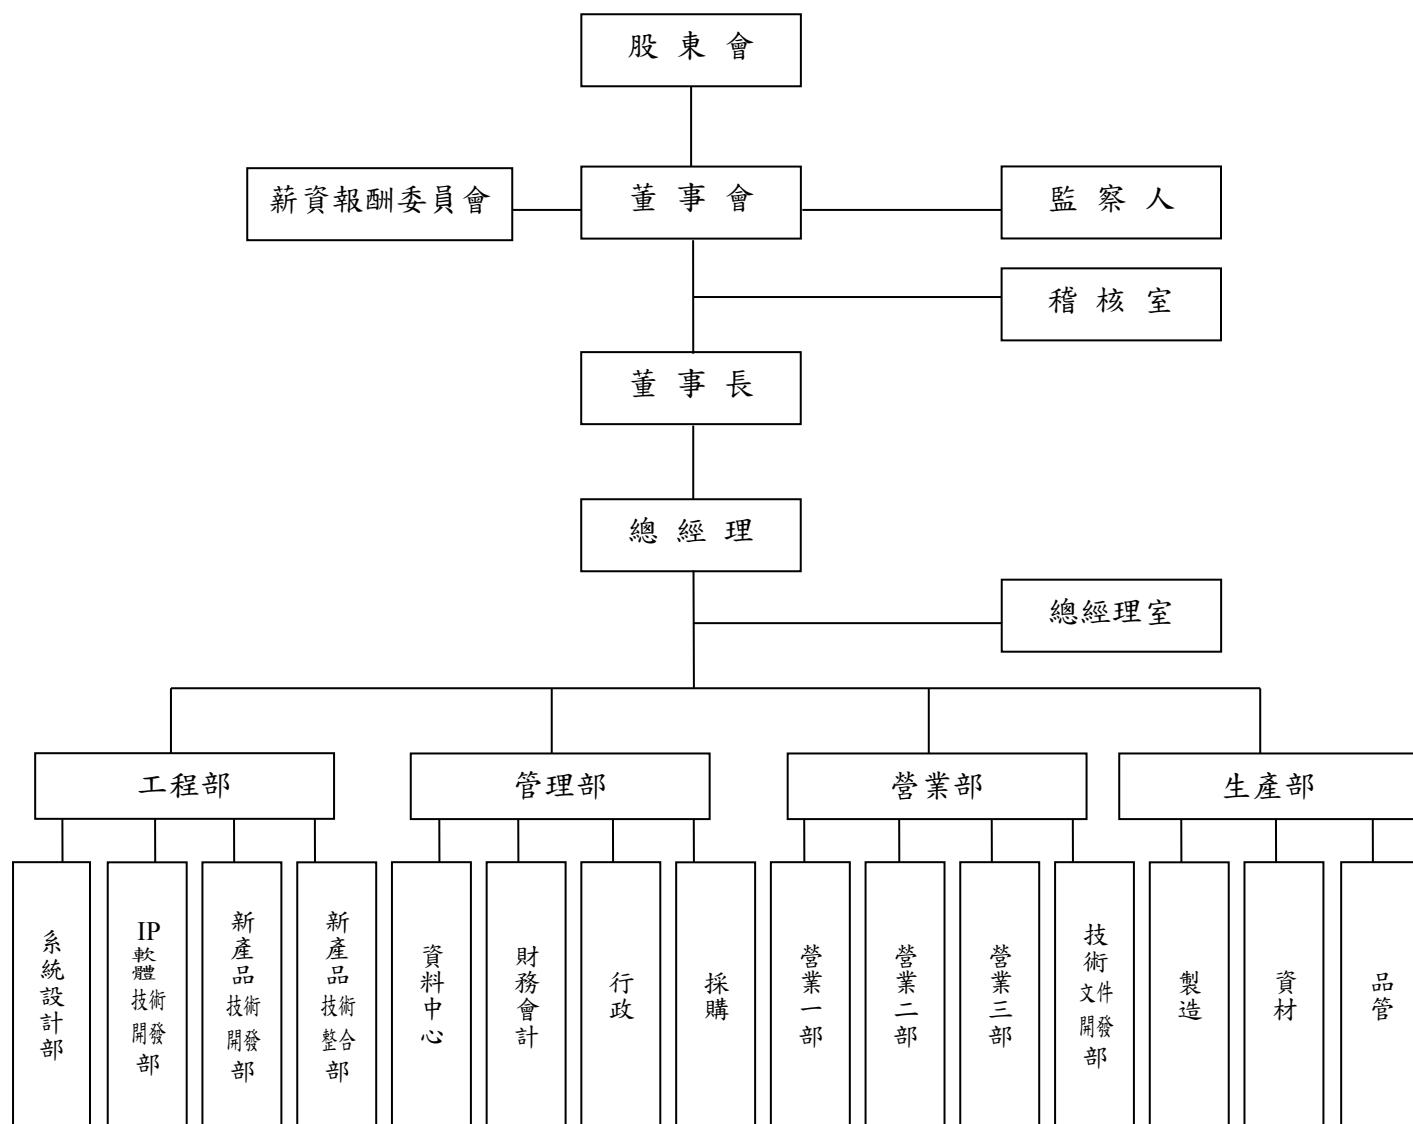 股東會
薪資報酬委員會
董事會
監察人
稽核室
董事長
總經理
總經理室
工程部
管理部
營業部
生產部
系統設計部
IP軟體技術開發部
新產品技術開發部
新產品技術整合部
資料中心
財務會計
行政
採購
營業一部
營業二部
營業三部
技術文件開發部
製造
資材
品管